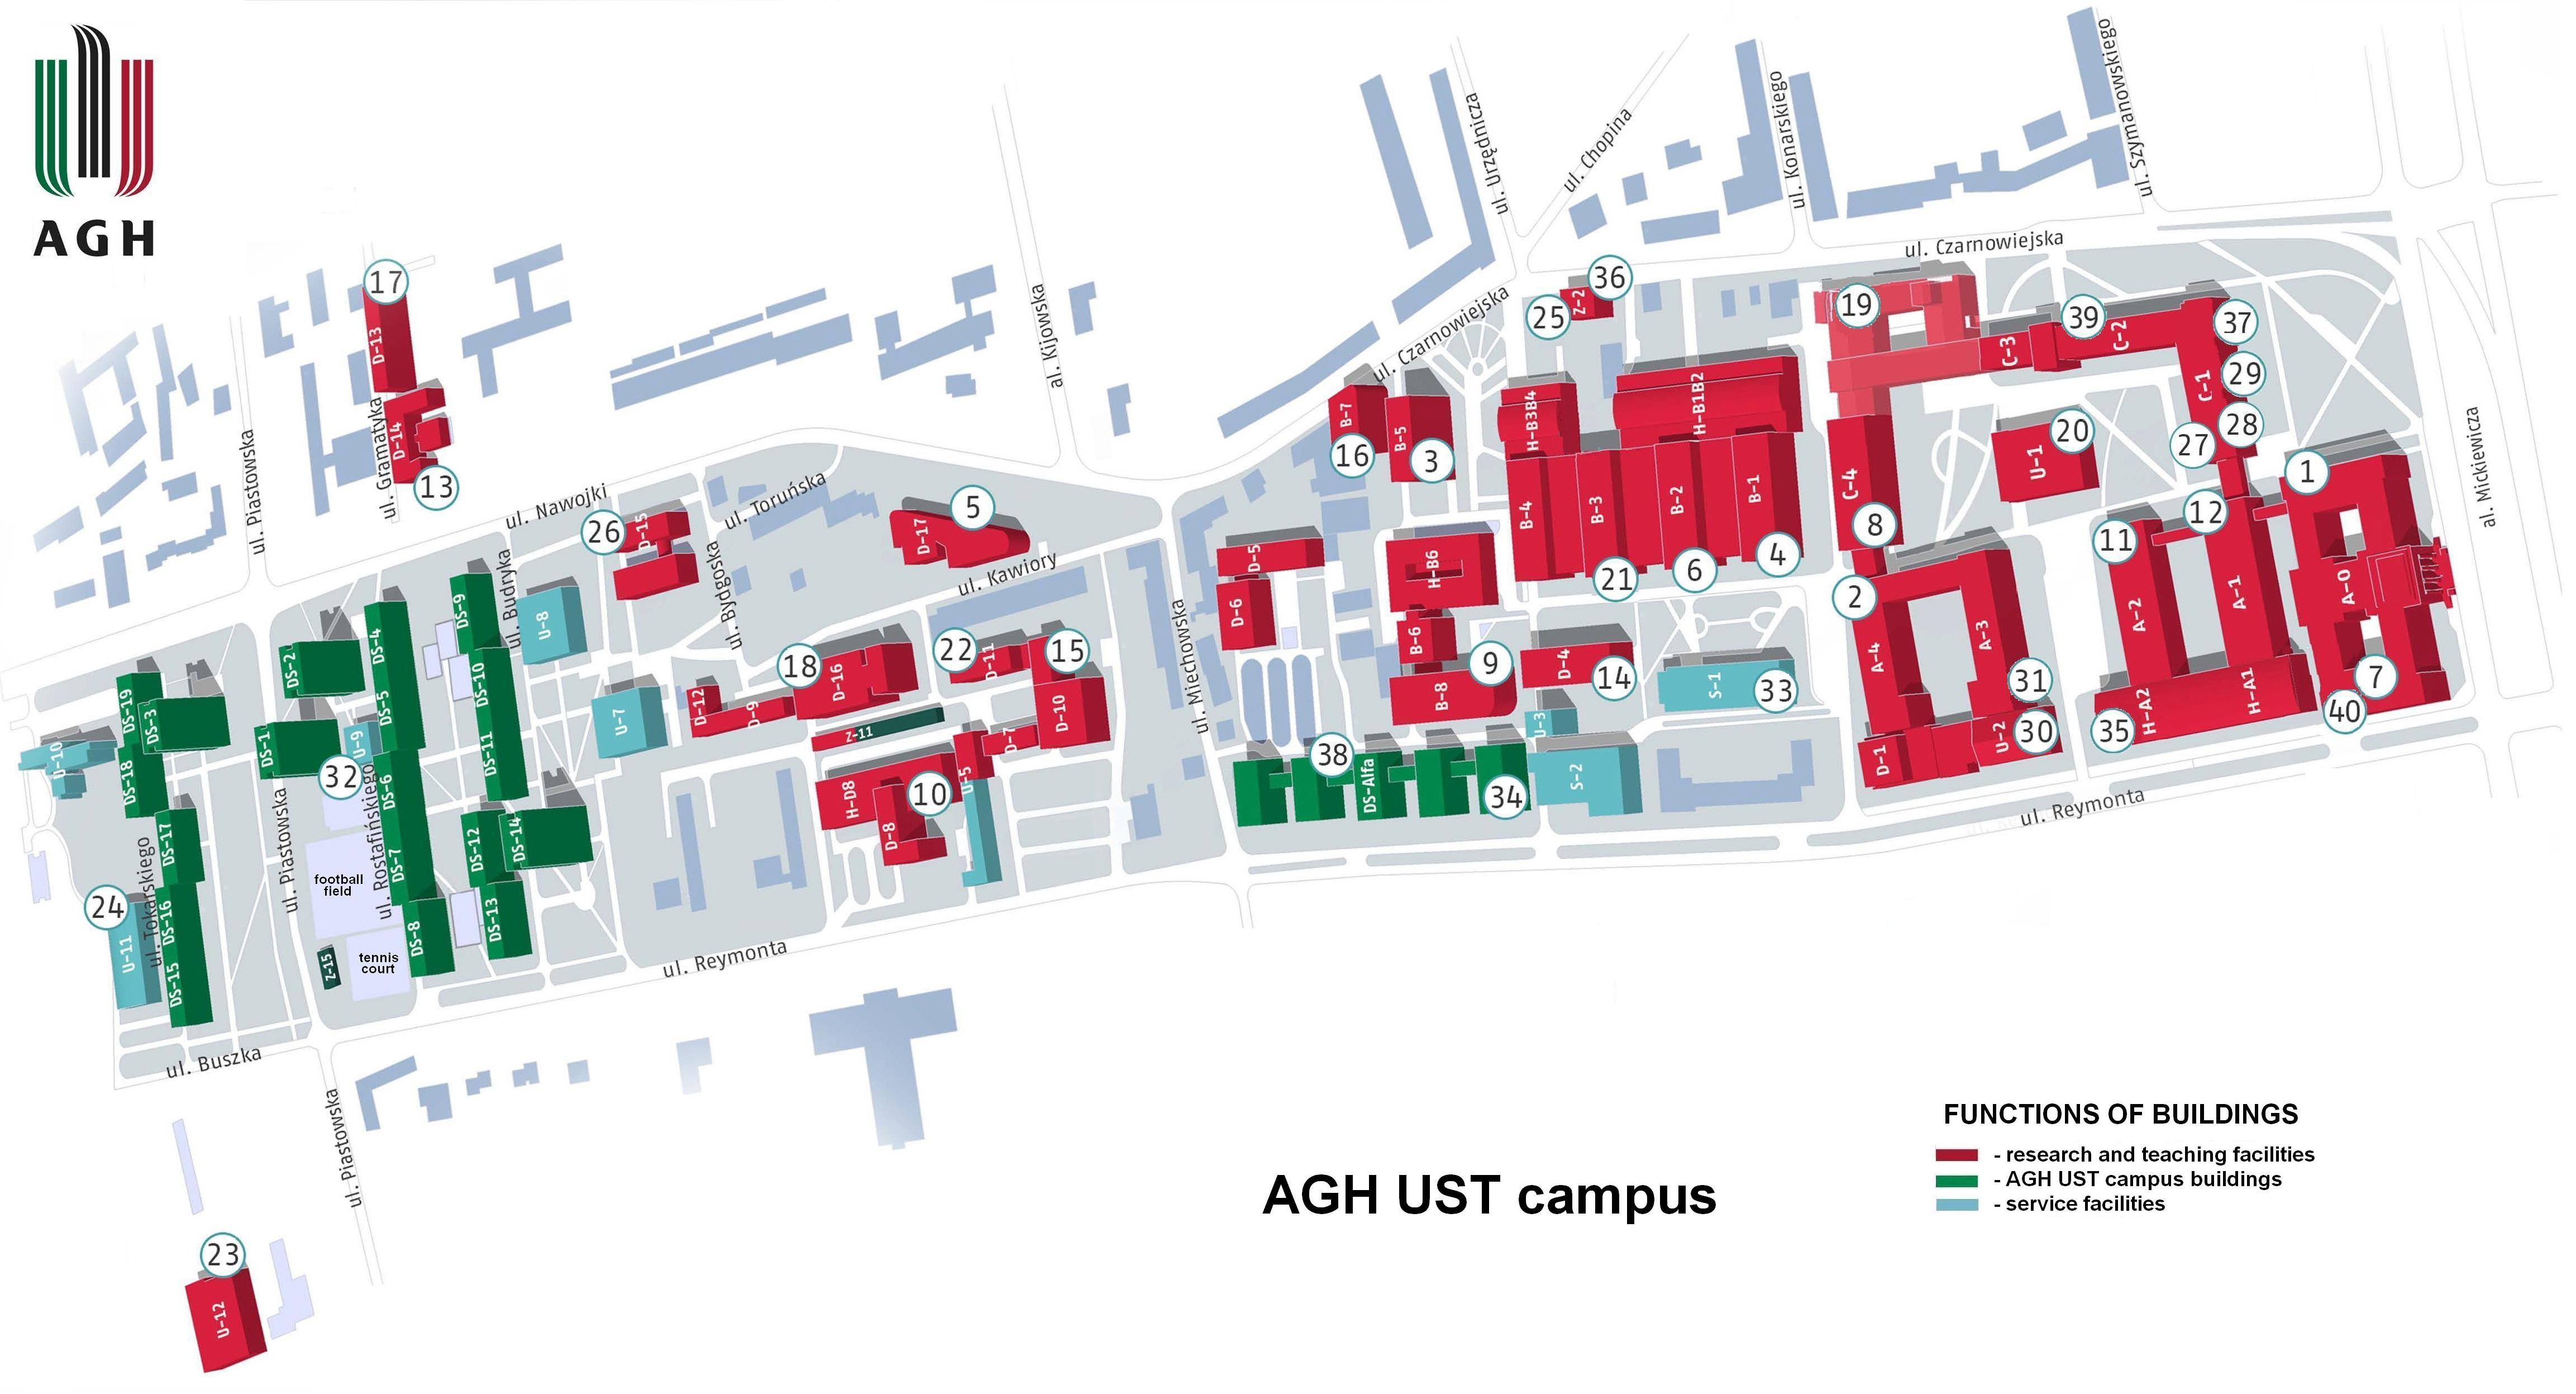 AGH
ul. Szymanowskiego
ul. Konarskiego
ul. Urzędnicza
ul. Chopina
ul. Czarnowiejska
17
36
25
Z-2
19
39
37
C-2
C-3
al. Kijowska
ul. Czarnowiejska
D-13
29
C-1
H-B1B2
H-B3B4
B-7
B-5
16
3
28
27
20
U-1
1
al. Mickiewicza
ul. Gramatyka
D-14
13
ul. Piastowska
ul. Nawojki
ul. Toruńska
26
D-15
5
D-17
ul. Kawiory
B-4
B-3
B-2
B-1
C-4
8
12
11
4
6
21
2
D-5
H-B6
D-6
A-2
A-1
A-0
ul. Budryka
ul. Bydgoska
ul. Miechowska
DS-9
U-8
DS-4
DS-2
B-6
9
D-4
14
S-1
33
A-4
A-3
31
22
D-11
15
18
D-16
DS-10
DS-5
DS-19
DS-3
DS-1
U-9
U-7
D-12
D-9
Z-11
D-10
D-7
B-8
U-3
30
U-2
35
H-A2
H-A1
40
7
D-1
U-10
DS-18
32
DS-11
DS-6
38
DS-Alfa
34
S-2
H-D8
10
U-5
D-8
ul. Reymonta
DS-17
ul. Tokarskiego
ul. Piastowska
ul. Rostafińskiego
DS-7
DS-12
DS-14
football
field
24
U-11
DS-16
DS-15
DS-8
DS-13
Z-15
tennis
court
ul. Reymonta
ul. Buszka
ul. Piastowska
23
U-12
AGH UST campus
FUNCTIONS OF BUILDINGS
- research and teaching facilities
- AGH UST campus buildings
- service facilities